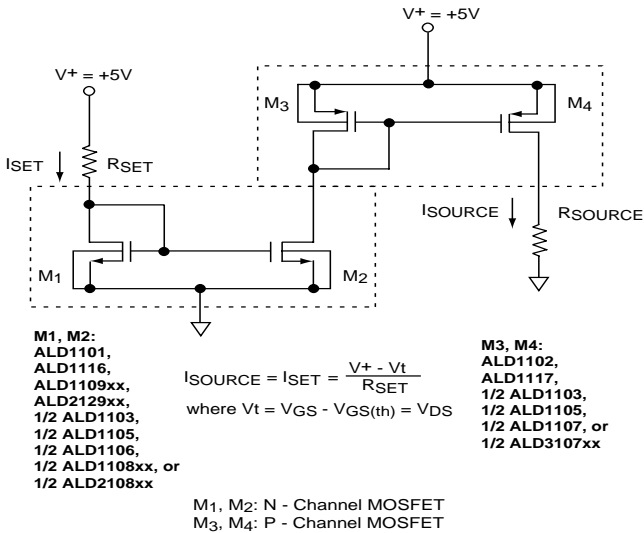 V+ = +5V
V+ = +5V
M3
M4
ISET
RSET
ISOURCE
RSOURCE
M1
M2
M1, M2:
ALD1101,
ALD1116,
ALD1109xx,
ALD2129xx,
1/2 ALD1103,
1/2 ALD1105,
1/2 ALD1106,
1/2 ALD1108xx, or
1/2 ALD2108xx
ISOURCE = ISET = V+ - Vt
RSET
where Vt = VGS - VGS(th) = VDS
M3, M4:
ALD1102,
ALD1117,
1/2 ALD1103,
1/2 ALD1105,
1/2 ALD1107, or
1/2 ALD3107xx
M1, M2: N - Channel MOSFET
M3, M4: P - Channel MOSFET